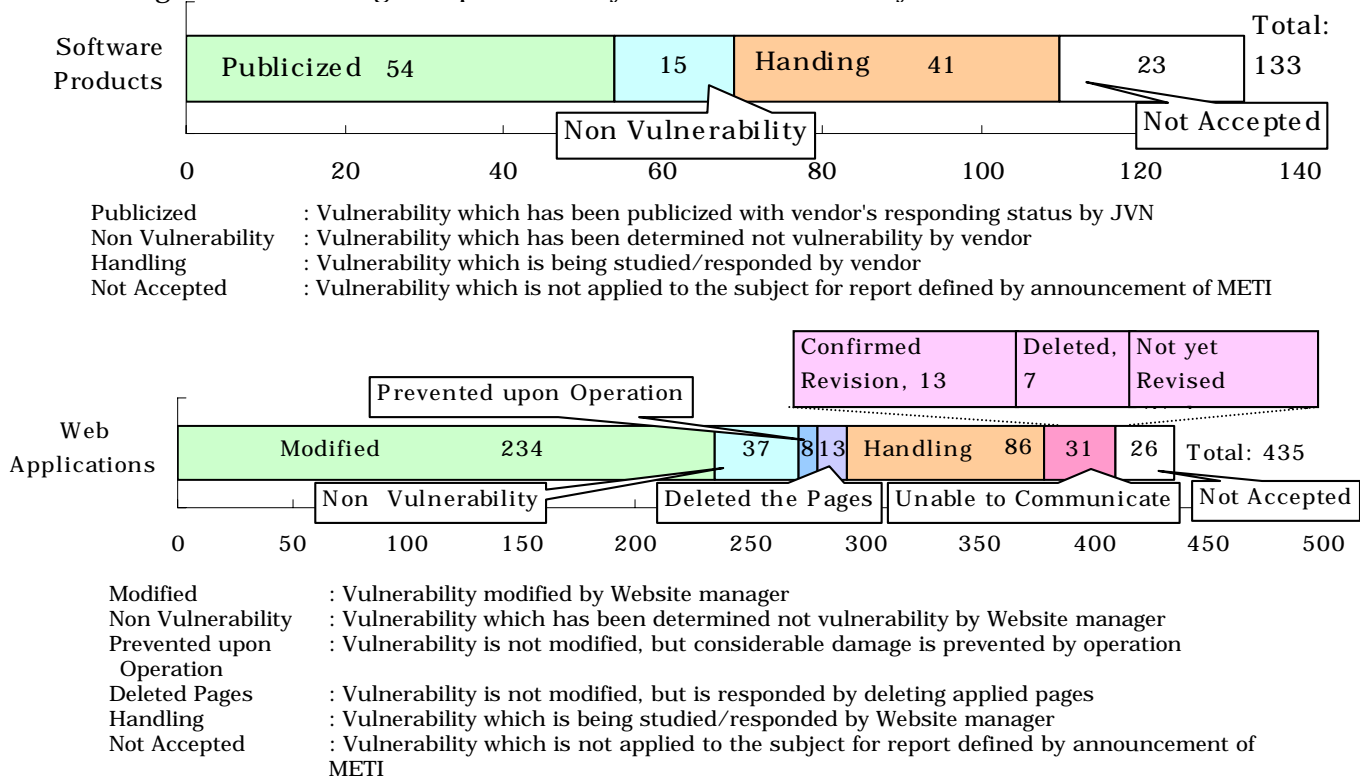 Total:
Software
Products
Publicized 54
15
Handing 41
23
133
Non Vulnerability
Not Accepted
0 20 40 60 80 100 120 140
Publicized : Vulnerability which has been publicized with vendor's responding status by JVN
Non Vulnerability : Vulnerability which has been determined not vulnerability by vendor
Handling : Vulnerability which is being studied/responded by vendor
Not Accepted : Vulnerability which is not applied to the subject for report defined by announcement of METI
Confirmed
Revision, 13
Deleted,
7
Not yet
Revised
Prevented upon Operation
Web
Applications
Modified 234
37
8
13
Handling 86
31
26
Total: 435
Non Vulnerability
Deleted the Pages
Unable to Communicate
Not Accepted
0 50 100 150 200 250 300 350 400 450 500
Modified : Vulnerability modified by Website manager
Non Vulnerability : Vulnerability which has been determined not vulnerability by Website manager
Prevented upon : Vulnerability is not modified, but considerable damage is prevented by operation
Operation
Deleted Pages : Vulnerability is not modified, but is responded by deleting applied pages
Handling : Vulnerability which is being studied/responded by Website manager
Not Accepted : Vulnerability which is not applied to the subject for report defined by announcement of
METI